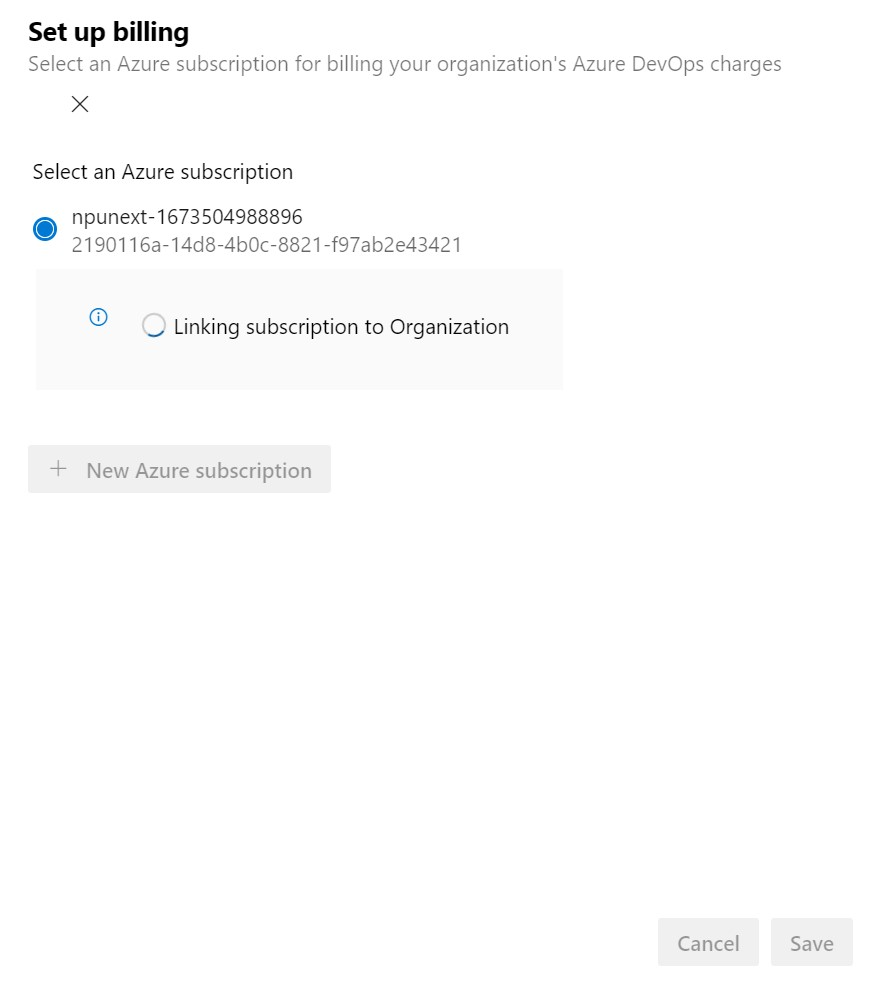 Set up billing
Select an Azure subscription for billing your organization's Azure DevOps charges
Select an Azure subscription
npunext-1673504988896
2190116a-14d8-4b0c-8821-f97ab2e43421
Linking subscription to Organization
New Azure subscription
Cancel Save